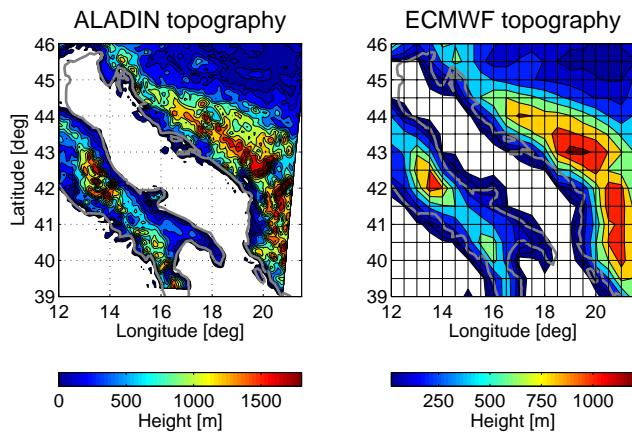 ALADIN topography
ECMWF topography
46
45
44
43
42
41
40
39
Latitude [deg]
12 14 16 18 20
Longitude [deg]
46
45
44
43
42
41
40
39
12 14 16 18 20
Longitude [deg]
0 500 1000 1500
Height [m]
250 500 750 1000
Height [m]